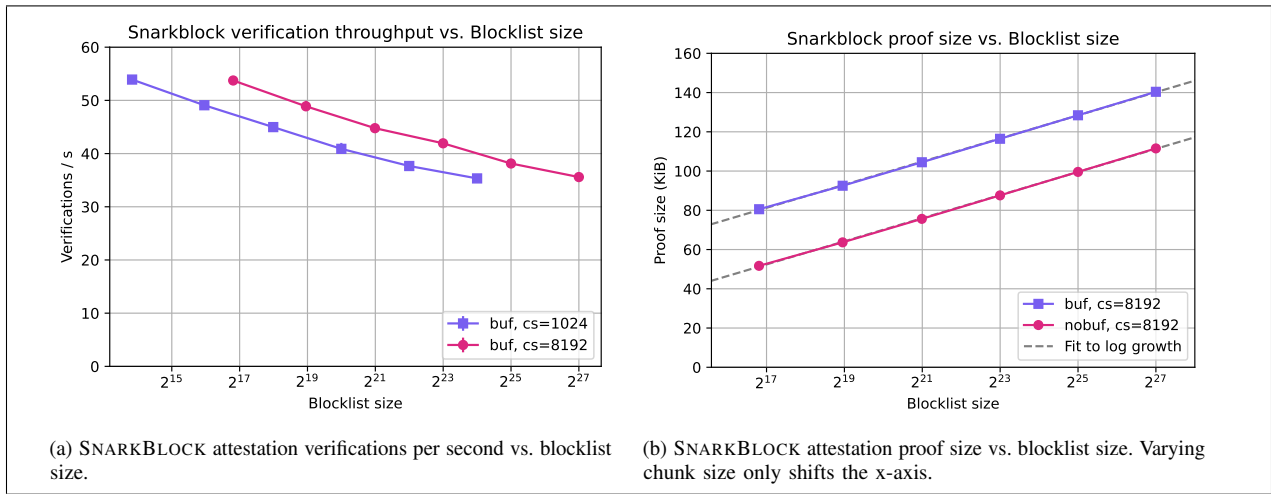 Snarkblock verification throughput vs. Blocklist size
60
50
40
30
20
10
0
Verifications / s
2^15 2^17 2^19 2^21 2^23 2^25 2^27
Blocklist size
buf, cs=1024
buf, cs=8192
(a) SNARKBLOCK attestation verifications per second vs. blocklist
size.
Snarkblock proof size vs. Blocklist size
160
140
120
100
80
60
40
20
0
Proof size (KiB)
2^17 2^19 2^21 2^23 2^25 2^27
Blocklist size
buf, cs=8192
nobuf, cs=8192
Fit to log growth
(b) SNARKBLOCK attestation proof size vs. blocklist size. Varying
chunk size only shifts the x-axis.